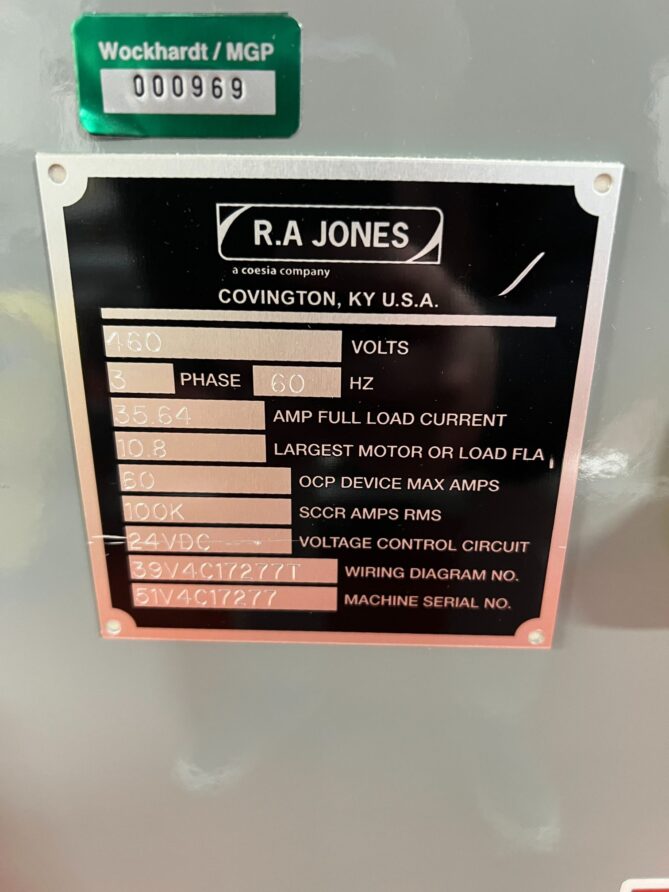 Wockhardt / MGP
000969
R.A JONES
a coesia company
COVINGTON, KY U.S.A.
460 VOLTS
3 PHASE 60 HZ
35.64 AMP FULL LOAD CURRENT
10.8 LARGEST MOTOR OR LOAD FLA
60 OCP DEVICE MAX AMPS
100K SCCR AMPS RMS
24VDC VOLTAGE CONTROL CIRCUIT
39V4C17277T WIRING DIAGRAM NO.
51V4C17277 MACHINE SERIAL NO.